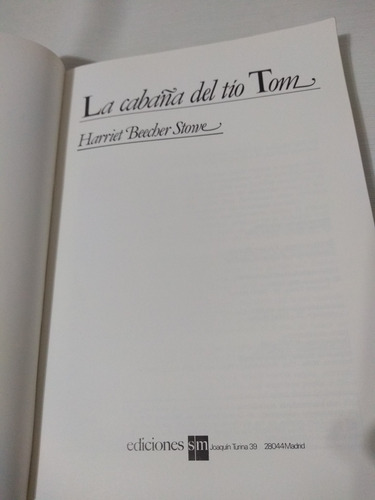 La cabaña del tío Tom
Harriet Beecher Stowe
ediciones sm Joaquín Turina 39 28044 Madrid